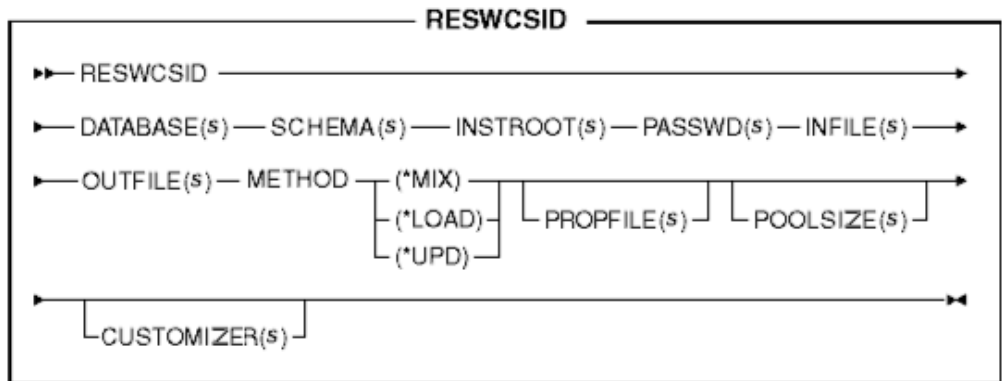 RESWCSID
RESWCSID
DATABASE(s) SCHEMA(s) INSTROOT(s) PASSWD(s) INFILE(s)
OUTFILE(s) METHOD (*MIX)
(*LOAD) PROPFILE(s) POOLSIZE(s)
(*UPD)
CUSTOMIZER(s)